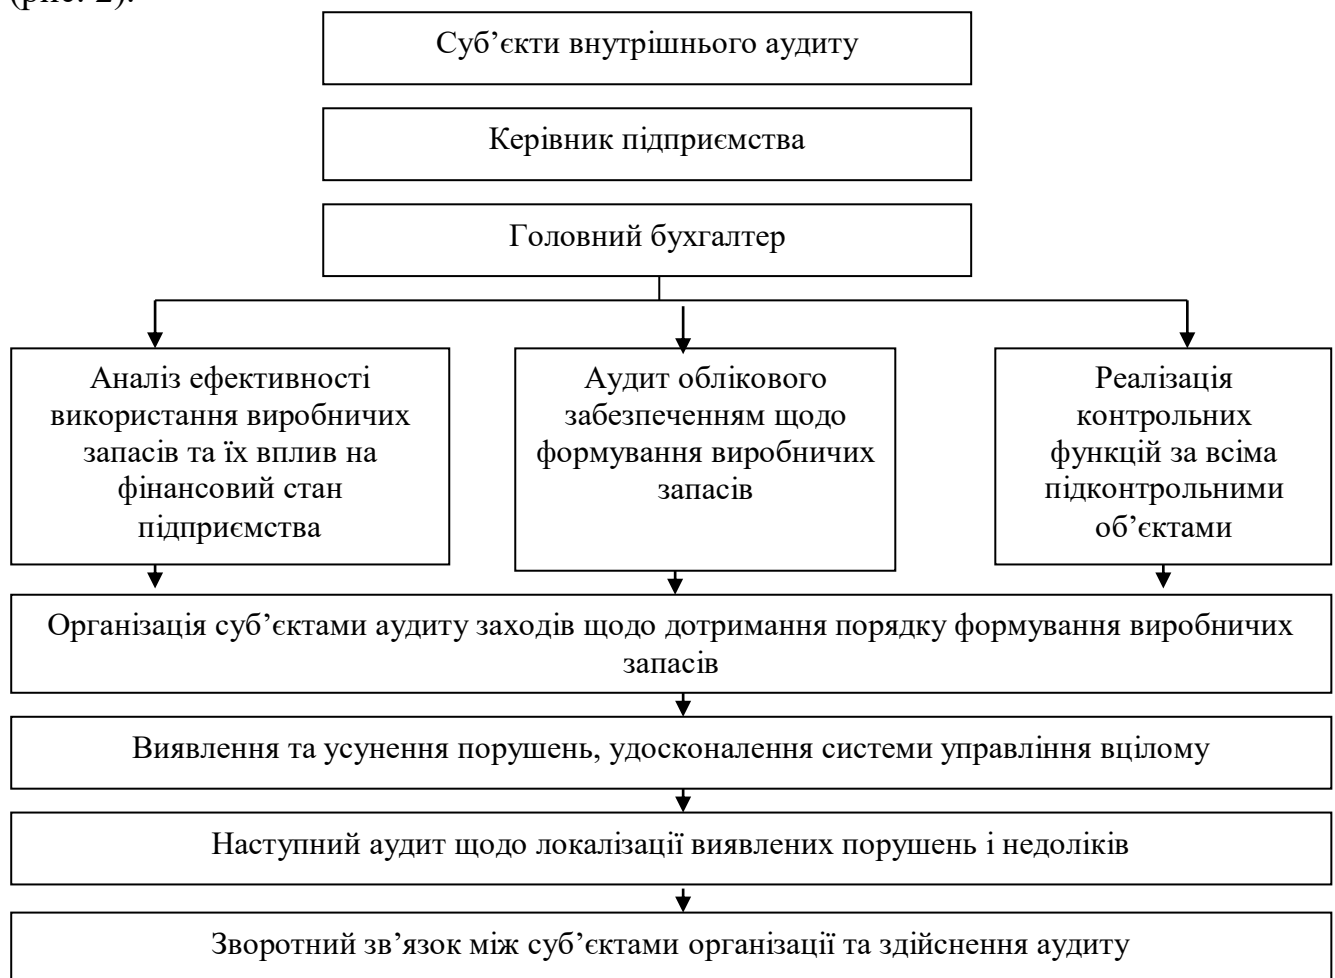 (рис. 2).
Суб’єкти внутрішнього аудиту
Керівник підприємства
Головний бухгалтер
Аналіз ефективності
використання виробничих
запасів та їх вплив на
фінансовий стан
підприємства
Аудит облікового
забезпеченням щодо
формування виробничих
запасів
Реалізація
контрольних
функцій за всіма
підконтрольними
об’єктами
Організація суб’єктами аудиту заходів щодо дотримання порядку формування виробничих
запасів
Виявлення та усунення порушень, удосконалення системи управління вцілому
Наступний аудит щодо локалізації виявлених порушень і недоліків
Зворотний зв’язок між суб’єктами організації та здійснення аудиту